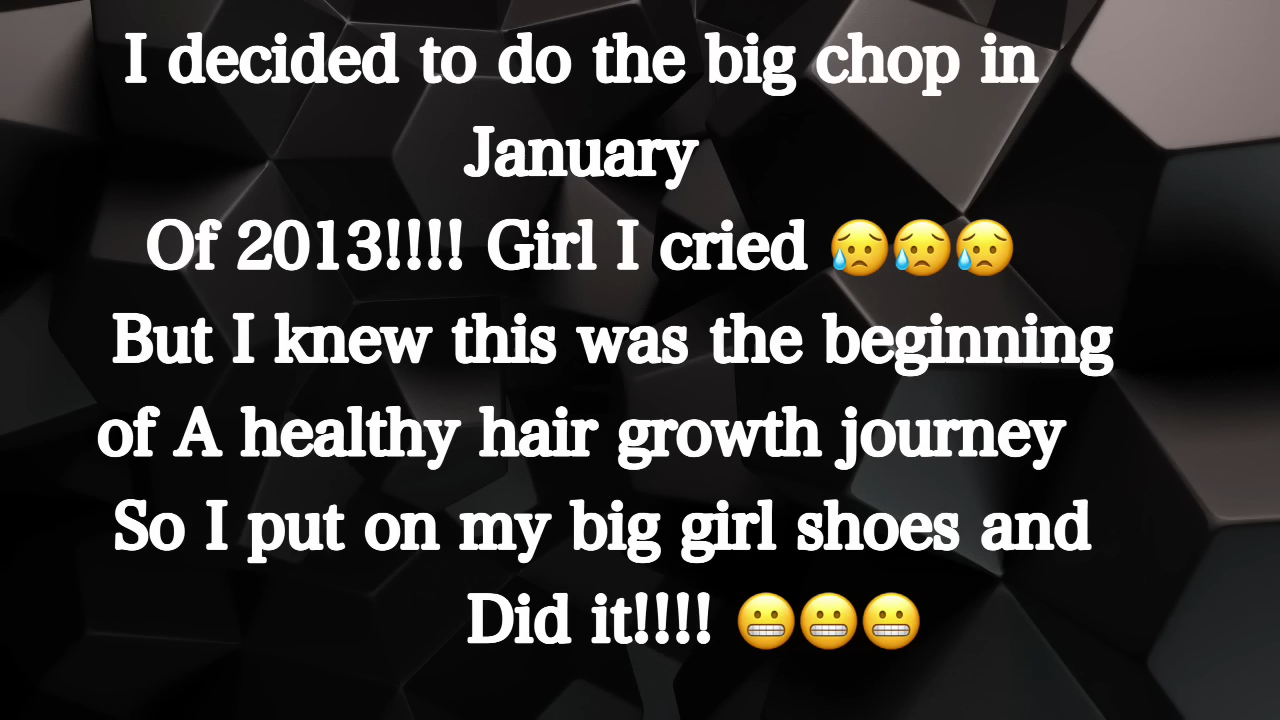 I decided to do the big chop in
January
Of 2013!!!! Girl I cried 😥😥😥
But I knew this was the beginning
of A healthy hair growth journey
So I put on my big girl shoes and
Did it!!!! 😬😬😬